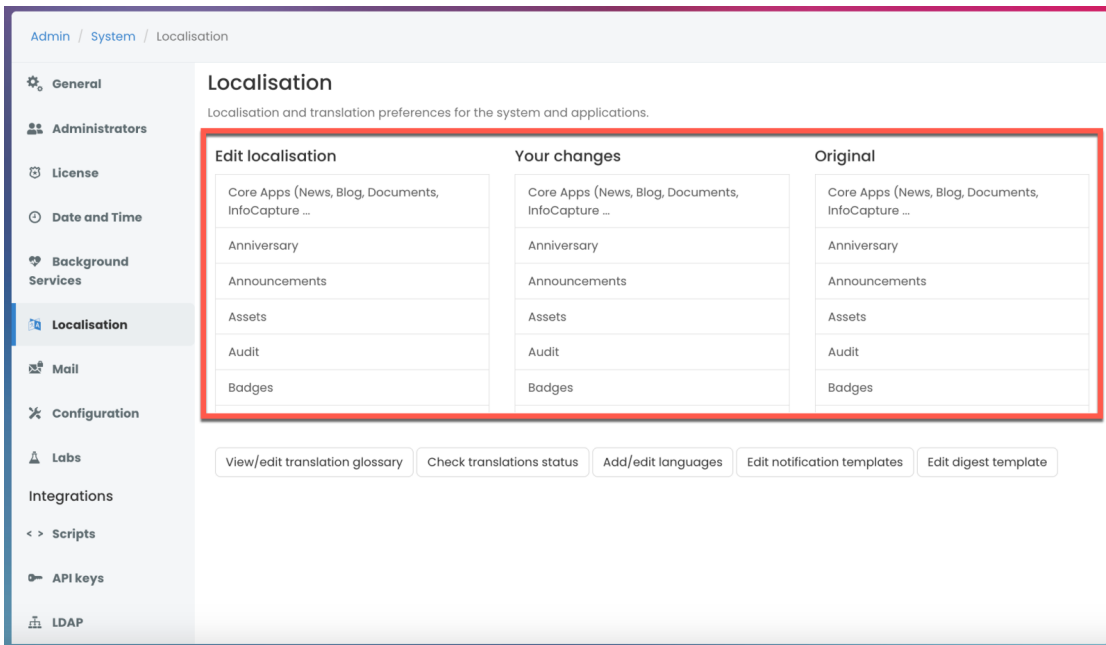 Admin / System / Localisation
General
Administrators
License
Date and Time
Background
Services
Localisation
Mail
Configuration
Labs
Integrations
< > Scripts
API keys
LDAP
Localisation
Localisation and translation preferences for the system and applications.
Edit localisation
Core Apps (News, Blog, Documents,
InfoCapture ...
Anniversary
Announcements
Assets
Audit
Badges
Your changes
Core Apps (News, Blog, Documents,
InfoCapture ...
Anniversary
Announcements
Assets
Audit
Badges
Original
Core Apps (News, Blog, Documents,
InfoCapture ...
Anniversary
Announcements
Assets
Audit
Badges
View/edit translation glossary
Check translations status
Add/edit languages
Edit notification templates
Edit digest template